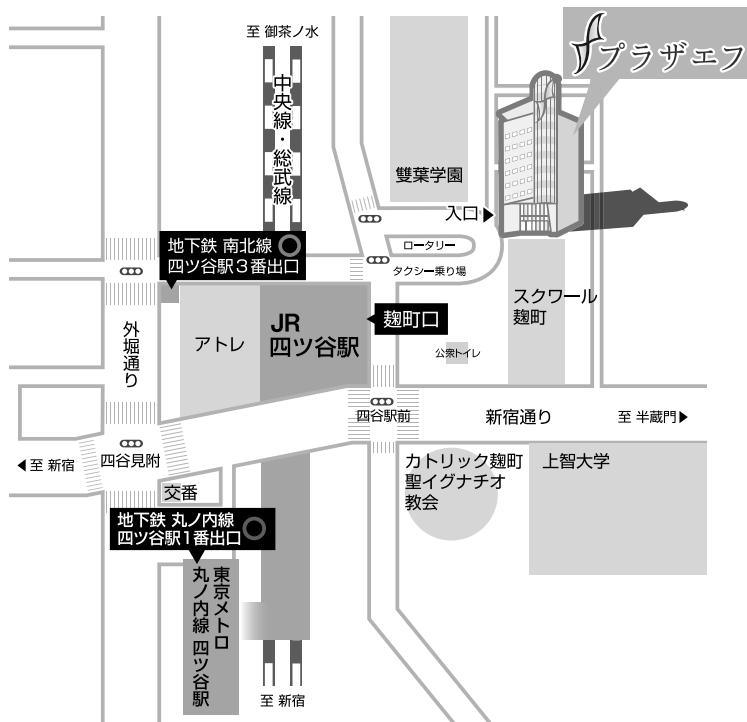 プラザエフ
至 御茶ノ水
中央線・総武線
雙葉学園
入口
ロータリー
タクシー乗り場
地下鉄 南北線
四ツ谷駅3番出口
外堀通り
アトレ
JR
四ツ谷駅
麹町口
スクワール
麹町
公衆トイレ
四谷駅前
新宿通り
至 半蔵門
至 新宿
四谷見附
交番
カトリック麹町
聖イグナチオ
教会
上智大学
地下鉄 丸ノ内線
四ツ谷駅1番出口
東京メトロ
丸ノ内線 四ツ谷駅
至 新宿